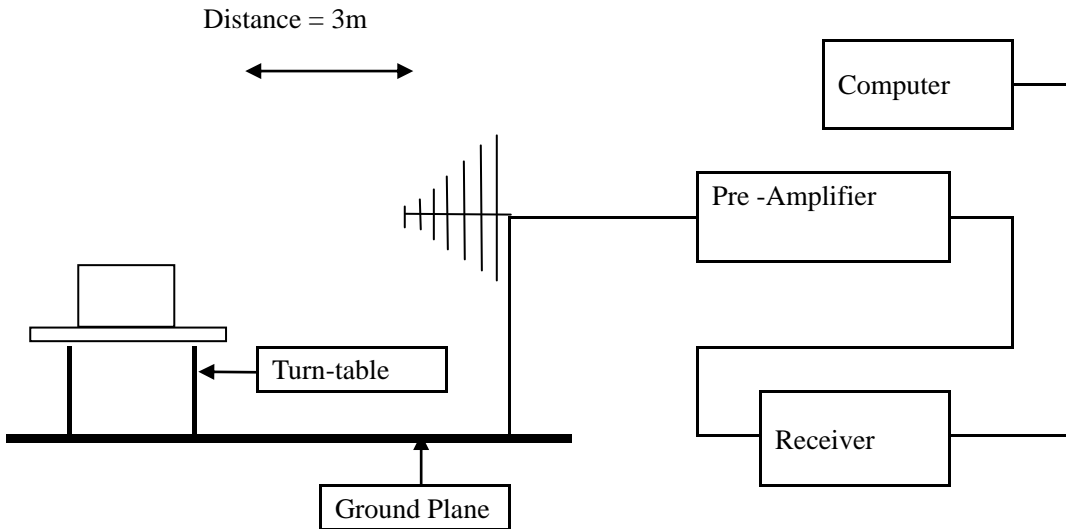 Distance = 3m
Computer
Pre -Amplifier
Turn-table
Receiver
Ground Plane